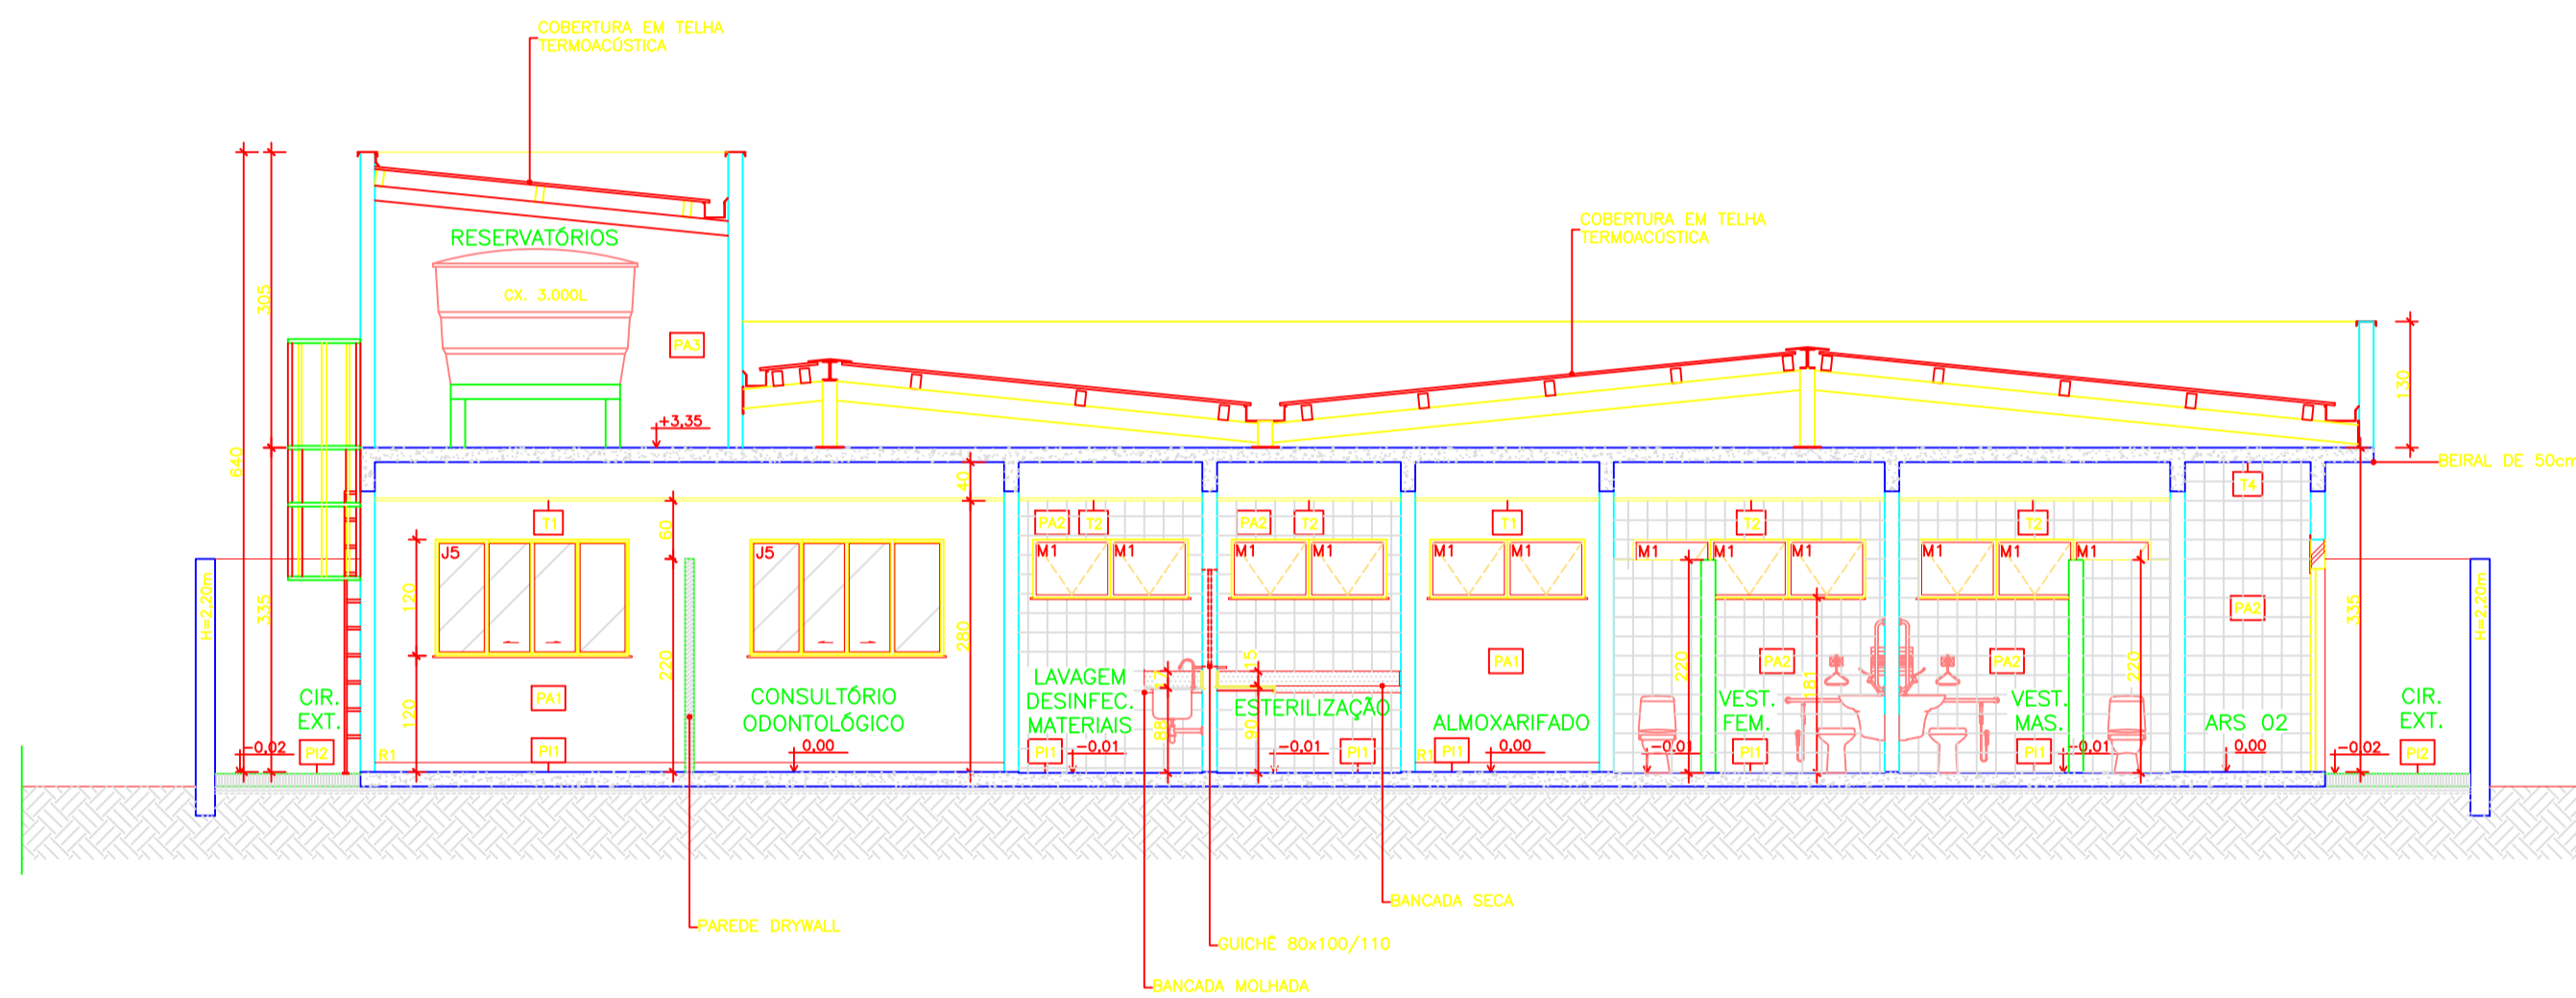 COBERTURA EM TELHA
TERMOACÚSTICA
COBERTURA EM TELHA
TERMOACÚSTICA
RESERVATÓRIOS
CX. 3.000L
PA3
305
640
335
+3,35
130
BEIRAL DE 50cm
40
T1
PA2
T2
PA2
T2
T1
T2
T2
T4
60
J5
J5
M1
M1
M1
M1
M1
M1
M1
M1
M1
M1
M1
M1
H=2,20m
120
120
220
280
PA1
PI1
R1
CIR.
EXT.
PI2
-0,02
CONSULTÓRIO
ODONTOLÓGICO
0,00
LAVAGEM
DESINFEC.
MATERIAIS
PI1
-0,01
17
88
15
90
ESTERILIZAÇÃO
-0,01
PI1
PA1
ALMOXARIFADO
R1
PI1
0,00
220
-0,01
VEST.
FEM.
PA2
PI1
181
PA2
VEST.
MAS.
PI1
-0,01
220
PA2
ARS 02
0,00
335
-0,02
CIR.
EXT.
PI2
H=2,20m
PAREDE DRYWALL
BANCADA SECA
GUICHÊ 80x100/110
BANCADA MOLHADA